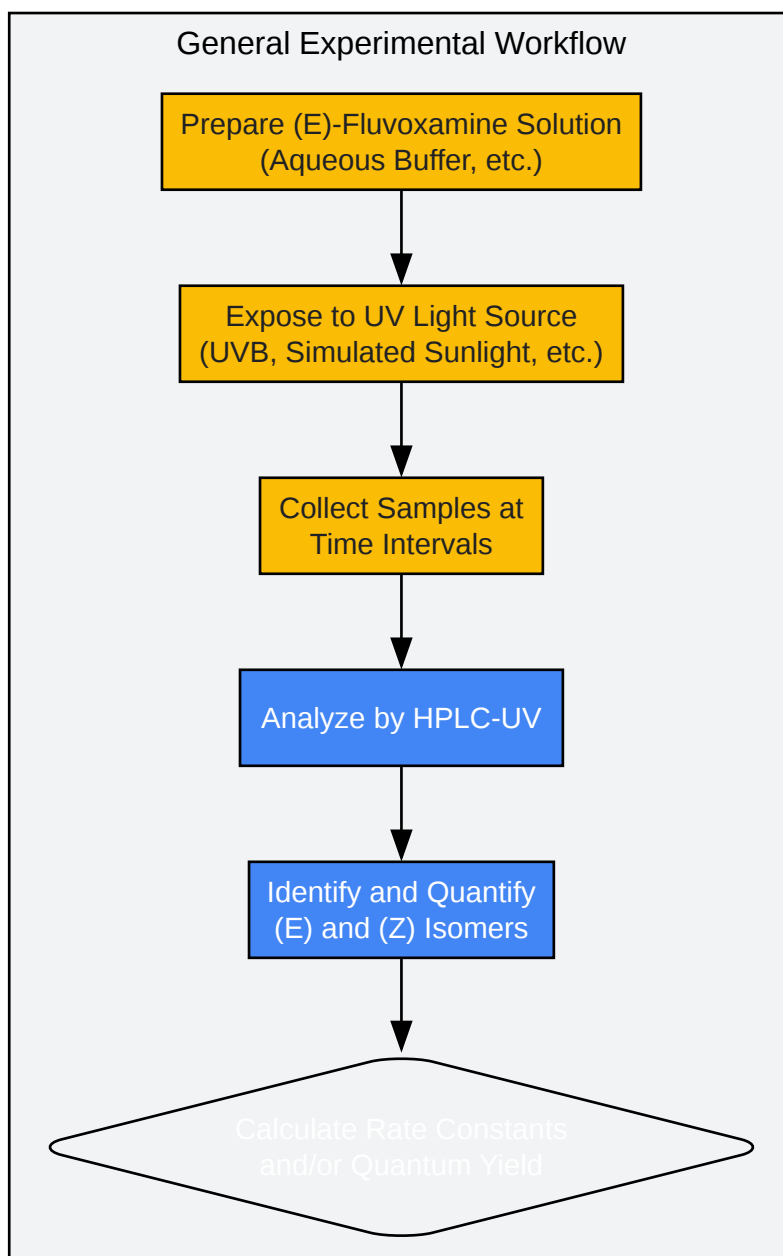 General Experimental Workflow
Prepare (E)-Fluvoxamine Solution
(Aqueous Buffer, etc.)
Expose to UV Light Source
(UVB, Simulated Sunlight, etc.)
Collect Samples at
Time Intervals
Analyze by HPLC-UV
Identify and Quantify
(E) and (Z) Isomers
Calculate Rate Constants
and/or Quantum Yield